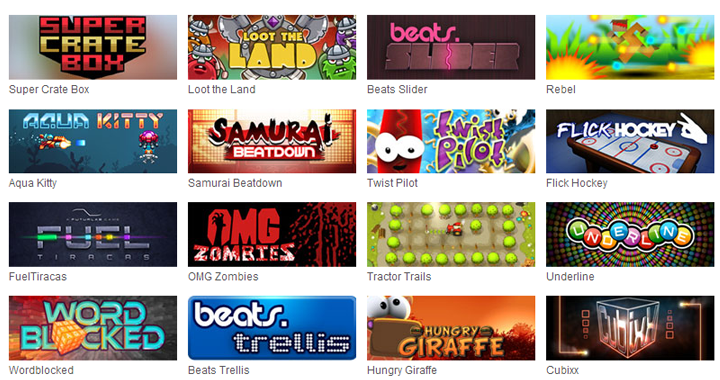 SUPER
CRATE
BOX
LOOT THE
LAND
beats.
SLIDER
Super Crate Box
Loot the Land
Beats Slider
Rebel
AQUA KITTY
SAMURAI
BEATDOWN
twist
Pilot
FLICK HOCKEY
Aqua Kitty
Samurai Beatdown
Twist Pilot
Flick Hockey
A FUTURLAB GAME
FUEL
TIRACAS
OMG
ZOMBIES
UNDERLINE
FuelTiracas
OMG Zombies
Tractor Trails
Underline
WORD
BLOCKED
beats.
trellis
HUNGRY
GIRAFFE
Cubixx
Wordblocked
Beats Trellis
Hungry Giraffe
Cubixx